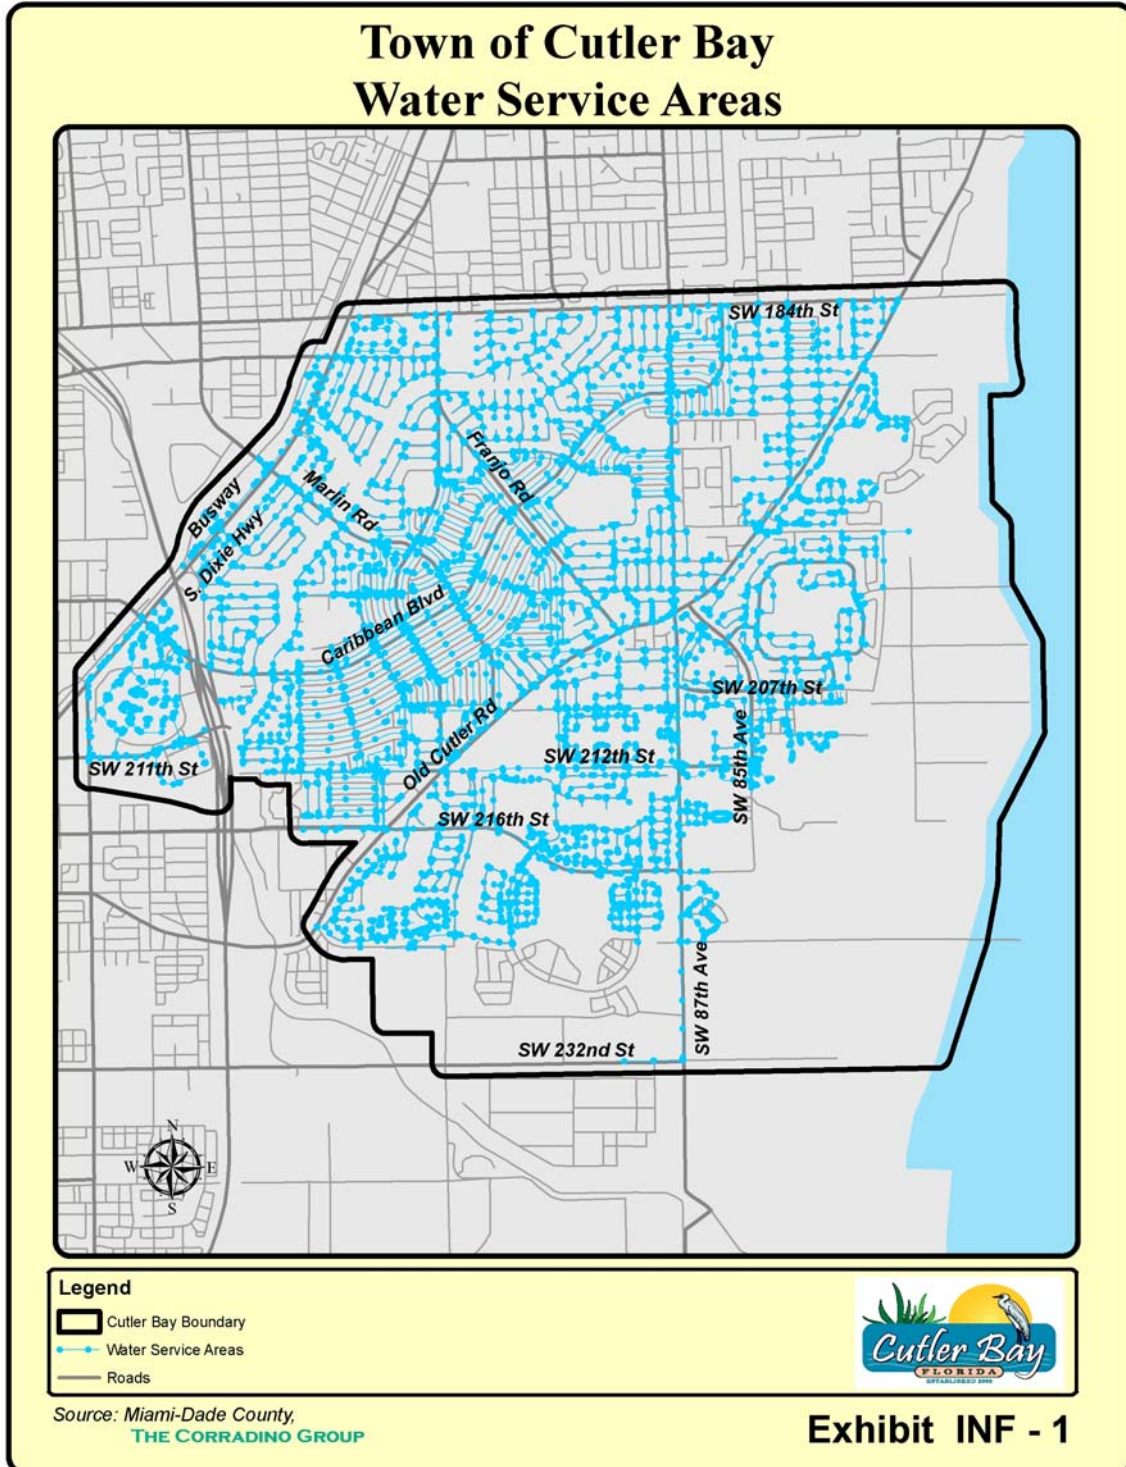 Town of Cutler Bay
Water Service Areas
SW 184th St
Franjo Rd
Marlin Rd
Busway
S. Dixie Hwy
Caribbean Blvd
SW 207th St
Old Cutler Rd
SW 85th Ave
SW 212th St
SW 211th St
SW 216th St
SW 87th Ave
SW 232nd St
N
W
E
S
Legend
Cutler Bay Boundary
Water Service Areas
Roads
Cutler Bay
FLORIDA
Source: Miami-Dade County,
THE CORRADINO GROUP
Exhibit INF - 1